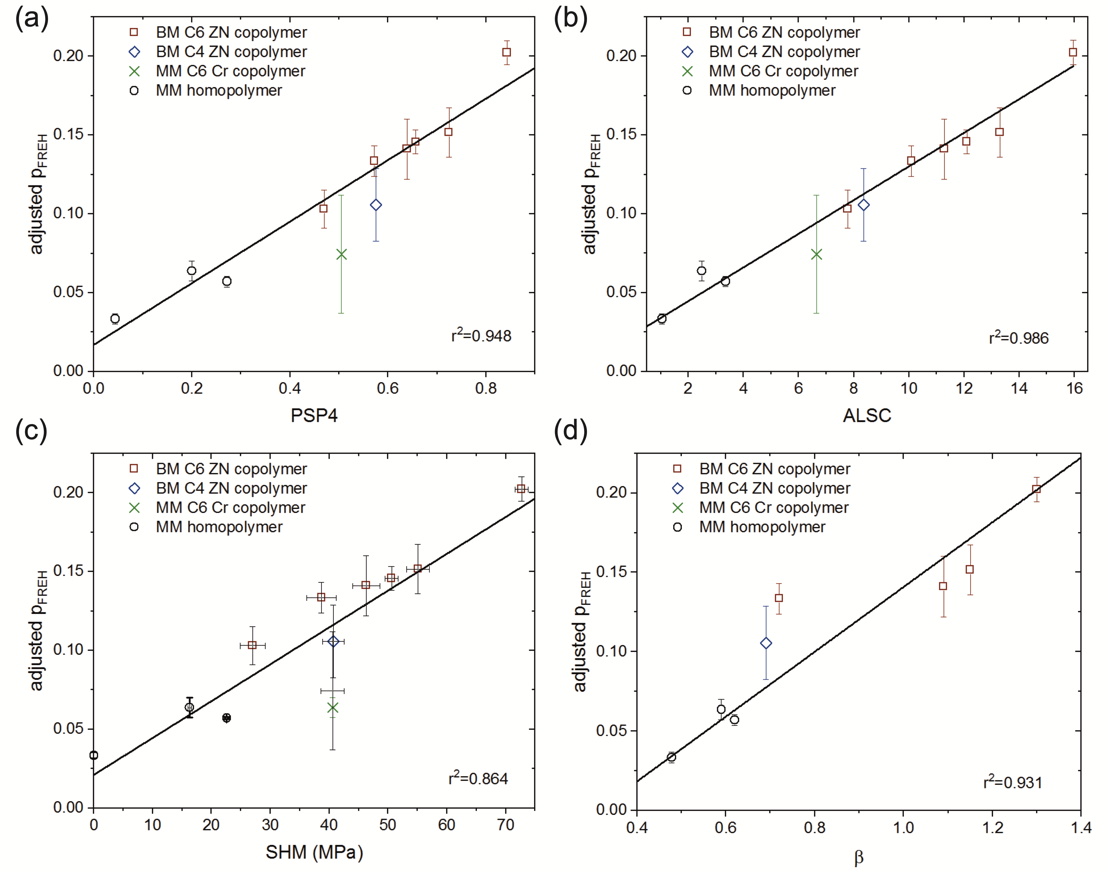 (a)
BM C6 ZN copolymer
BM C4 ZN copolymer
MM C6 Cr copolymer
MM homopolymer
0.20
0.15
0.10
0.05
0.00
adjusted pFREH
r2=0.948
0.0 0.2 0.4 0.6 0.8
PSP4
(b)
BM C6 ZN copolymer
BM C4 ZN copolymer
MM C6 Cr copolymer
MM homopolymer
0.20
0.15
0.10
0.05
0.00
adjusted pFREH
r2=0.986
2 4 6 8 10 12 14 16
ALSC
(c)
BM C6 ZN copolymer
BM C4 ZN copolymer
MM C6 Cr copolymer
MM homopolymer
0.20
0.15
0.10
0.05
0.00
adjusted pFREH
r2=0.864
0 10 20 30 40 50 60 70
SHM (MPa)
(d)
BM C6 ZN copolymer
BM C4 ZN copolymer
MM C6 Cr copolymer
MM homopolymer
0.20
0.15
0.10
0.05
0.00
adjusted pFREH
r2=0.931
0.4 0.6 0.8 1.0 1.2 1.4
β